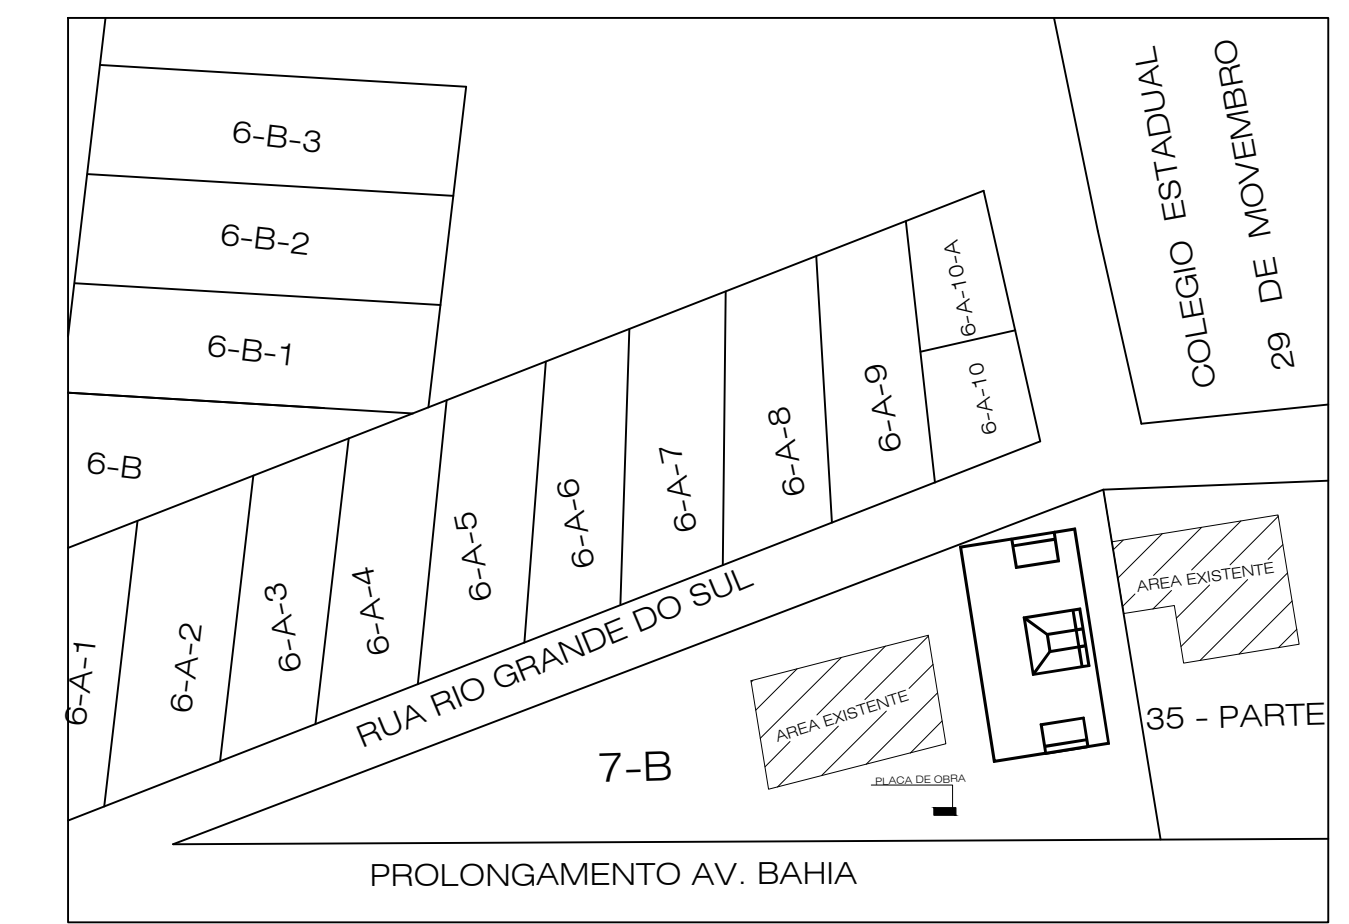 6-B-3
6-B-2
6-B-1
6-B
6-A-1
6-A-2
6-A-3
6-A-4
6-A-5
6-A-6
6-A-7
6-A-8
6-A-9
6-A-10-A
6-A-10
COLEGIO ESTADUAL
29 DE MOVEMBRO
RUA RIO GRANDE DO SUL
AREA EXISTENTE
AREA EXISTENTE
35 - PARTE
7-B
PLACA DE OBRA
PROLONGAMENTO AV. BAHIA